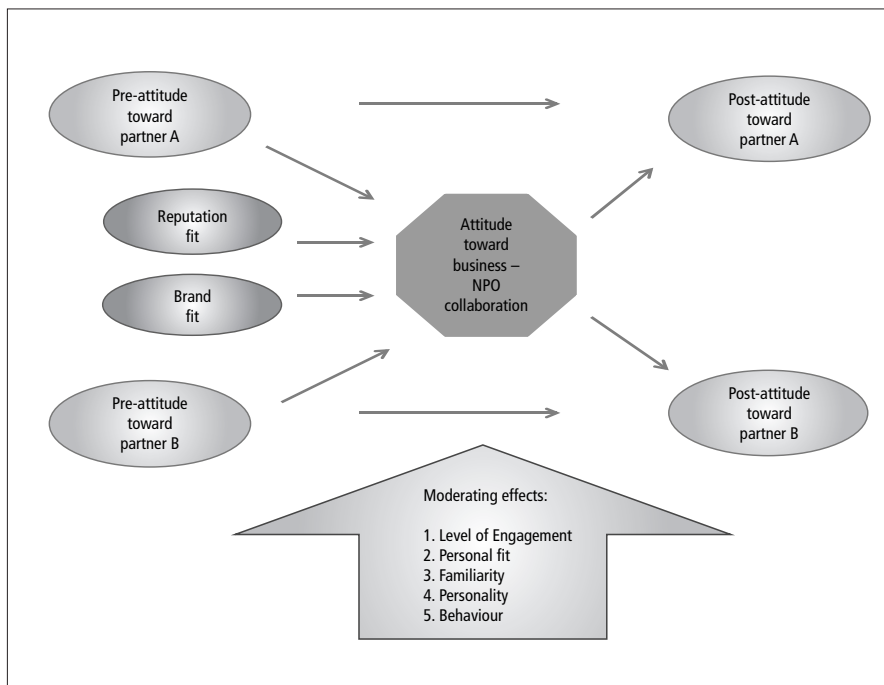 Pre-attitude
toward
partner A
Post-attitude
toward
partner A
Reputation
fit
Attitude
toward
business –
NPO
collaboration
Brand
fit
Pre-attitude
toward
partner B
Post-attitude
toward
partner B
Moderating effects:
1. Level of Engagement
2. Personal fit
3. Familiarity
4. Personality
5. Behaviour